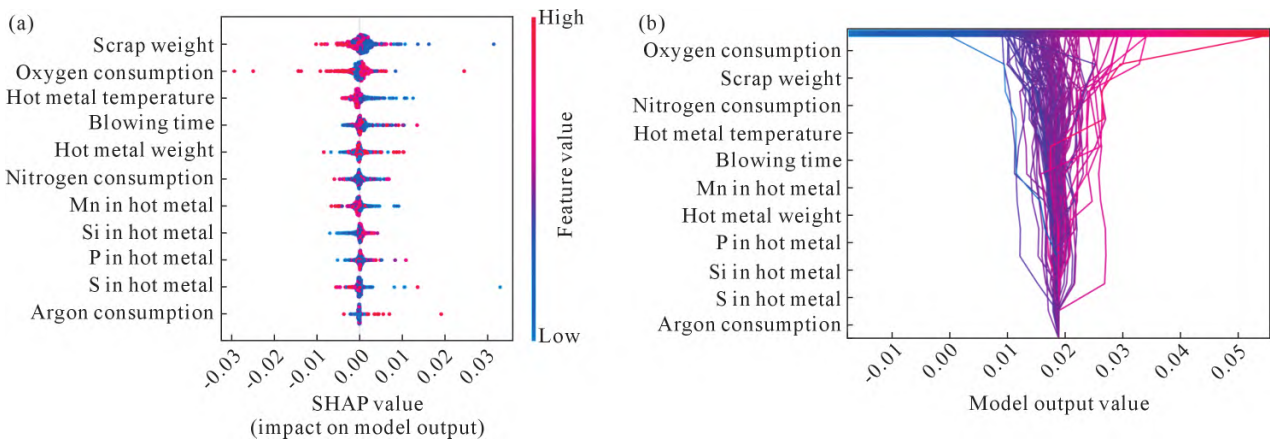 (a)
Scrap weight
Oxygen consumption
Hot metal temperature
Blowing time
Hot metal weight
Nitrogen consumption
Mn in hot metal
Si in hot metal
P in hot metal
S in hot metal
Argon consumption
-0.03
-0.02
-0.01
0.00
0.01
0.02
0.03
SHAP value
(impact on model output)
High
Feature value
Low
(b)
Oxygen consumption
Scrap weight
Nitrogen consumption
Hot metal temperature
Blowing time
Mn in hot metal
Hot metal weight
P in hot metal
Si in hot metal
S in hot metal
Argon consumption
-0.01
0.00
0.01
0.02
0.03
0.04
0.05
Model output value